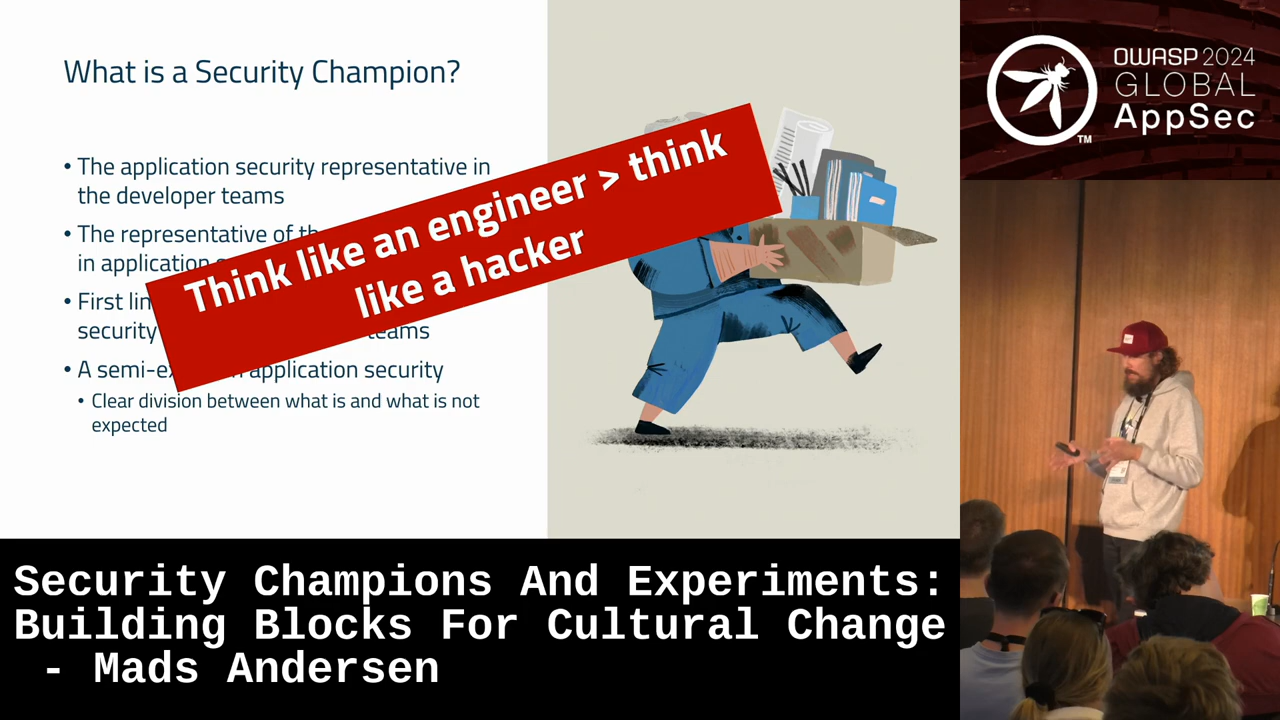 What is a Security Champion?
• The application security representative in
the developer teams
• The representative of th
in application
• First lin
security teams
• A semi-ex application security
• Clear division between what is and what is not
expected
Think like an engineer > think
like a hacker
OWASP 2024
GLOBAL
AppSec
TM
Security Champions And Experiments:
Building Blocks For Cultural Change
- Mads Andersen